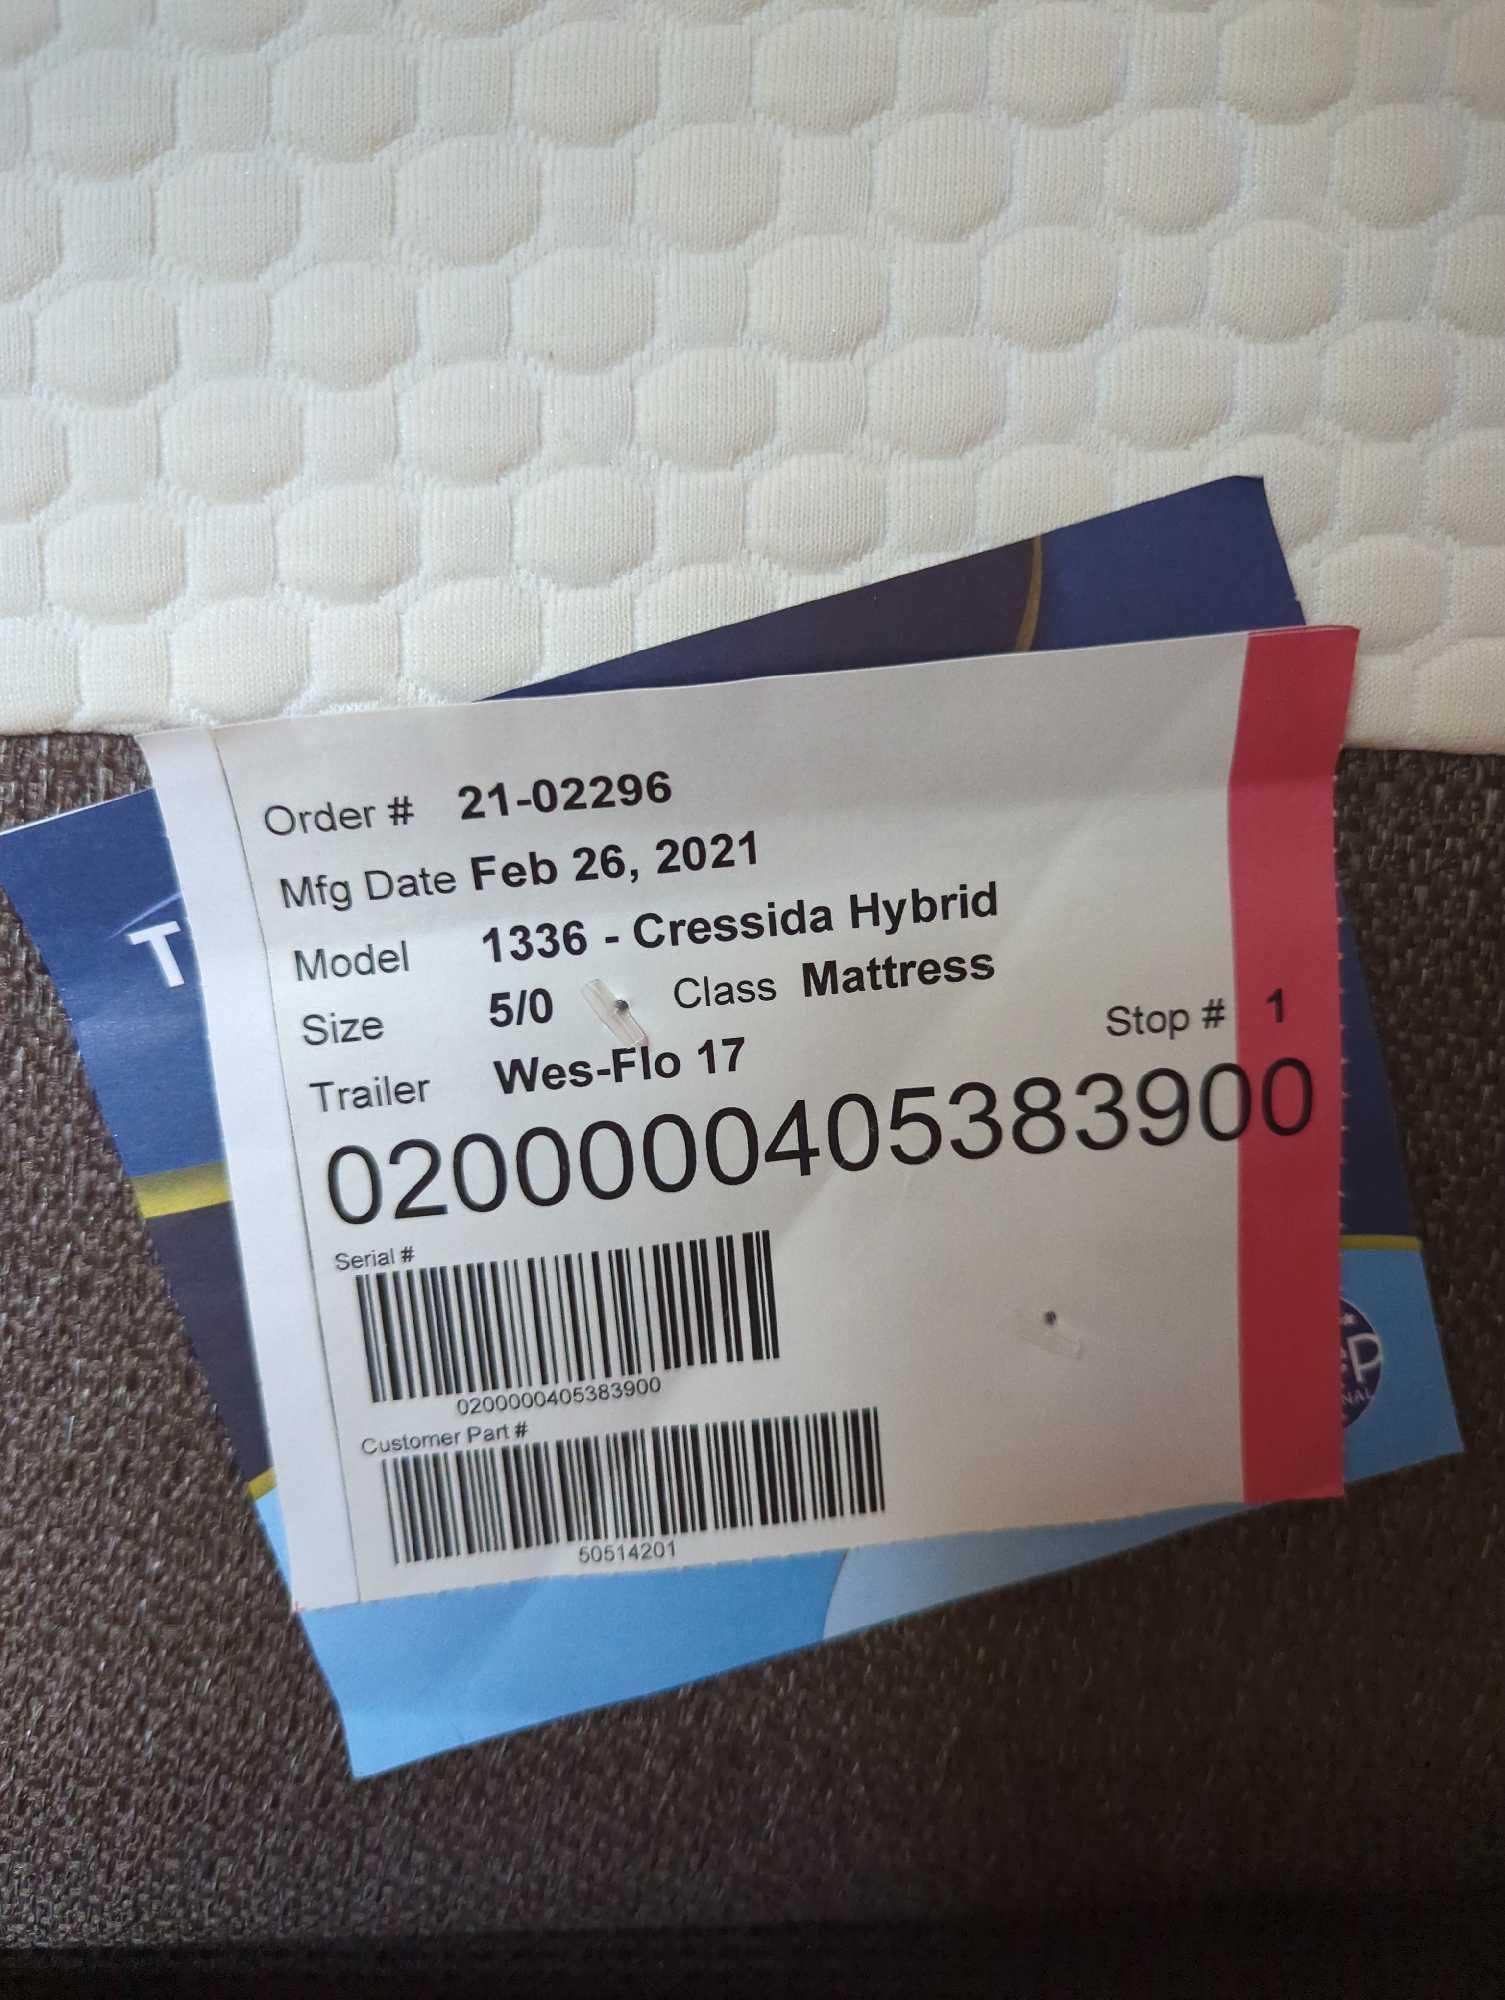 Order # 21-02296
Mfg Date Feb 26, 2021
Model 1336 - Cressida Hybrid
Size 5/0 Class Mattress
Trailer Wes-Flo 17 Stop # 1
0200000405383900
Serial #
0200000405383900
Customer Part #
50514201